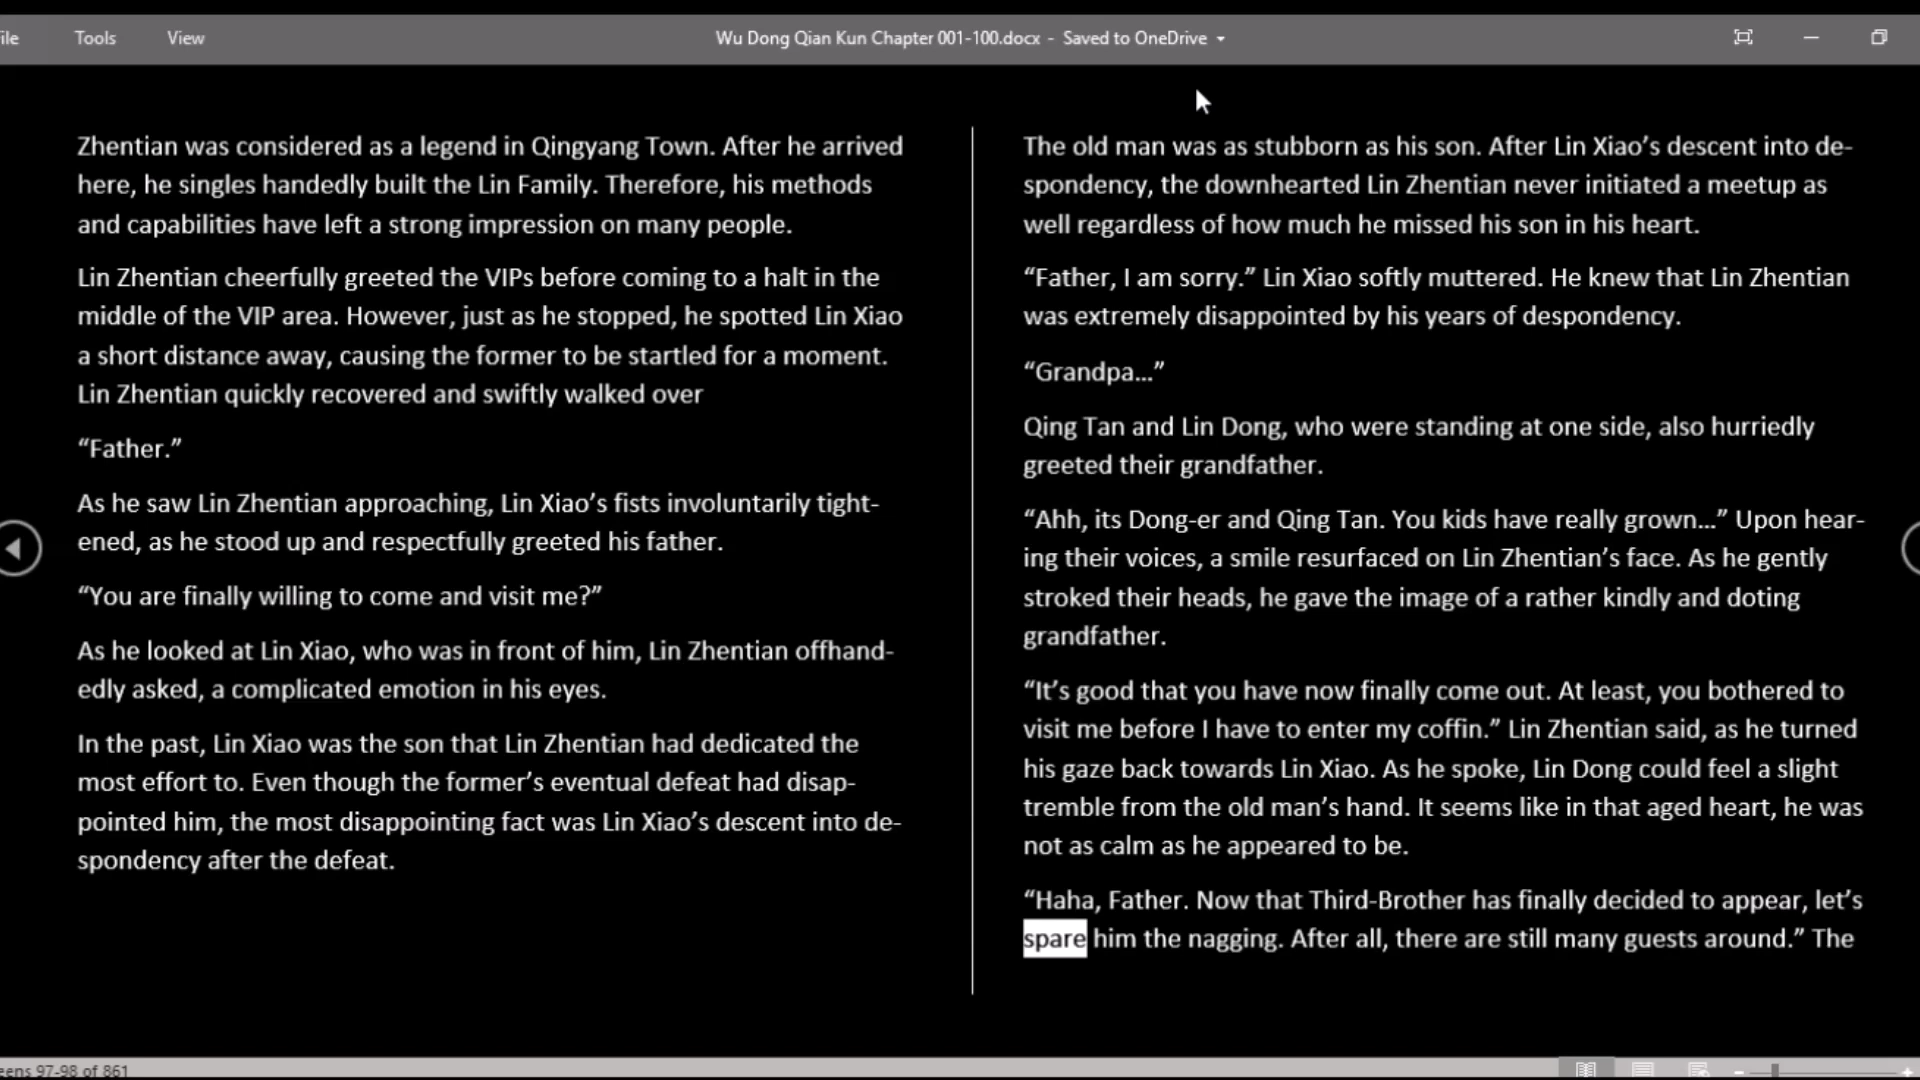 ile Tools View Wu Dong Qian Kun Chapter 001-100.docx - Saved to OneDrive
Zhentian was considered as a legend in Qingyang Town. After he arrived
here, he singles handedly built the Lin Family. Therefore, his methods
and capabilities have left a strong impression on many people.
Lin Zhentian cheerfully greeted the VIPs before coming to a halt in the
middle of the VIP area. However, just as he stopped, he spotted Lin Xiao
a short distance away, causing the former to be startled for a moment.
Lin Zhentian quickly recovered and swiftly walked over
“Father.”
As he saw Lin Zhentian approaching, Lin Xiao’s fists involuntarily tight-
ened, as he stood up and respectfully greeted his father.
“You are finally willing to come and visit me?”
As he looked at Lin Xiao, who was in front of him, Lin Zhentian offhand-
edly asked, a complicated emotion in his eyes.
In the past, Lin Xiao was the son that Lin Zhentian had dedicated the
most effort to. Even though the former’s eventual defeat had disap-
pointed him, the most disappointing fact was Lin Xiao’s descent into de-
spondency after the defeat.
The old man was as stubborn as his son. After Lin Xiao’s descent into de-
spondency, the downhearted Lin Zhentian never initiated a meetup as
well regardless of how much he missed his son in his heart.
“Father, I am sorry.” Lin Xiao softly muttered. He knew that Lin Zhentian
was extremely disappointed by his years of despondency.
“Grandpa…”
Qing Tan and Lin Dong, who were standing at one side, also hurriedly
greeted their grandfather.
“Ahh, its Dong-er and Qing Tan. You kids have really grown…” Upon hear-
ing their voices, a smile resurfaced on Lin Zhentian’s face. As he gently
stroked their heads, he gave the image of a rather kindly and doting
grandfather.
“It’s good that you have now finally come out. At least, you bothered to
visit me before I have to enter my coffin.” Lin Zhentian said, as he turned
his gaze back towards Lin Xiao. As he spoke, Lin Dong could feel a slight
tremble from the old man’s hand. It seems like in that aged heart, he was
not as calm as he appeared to be.
“Haha, Father. Now that Third-Brother has finally decided to appear, let’s
spare him the nagging. After all, there are still many guests around.” The
eens 97-98 of 861